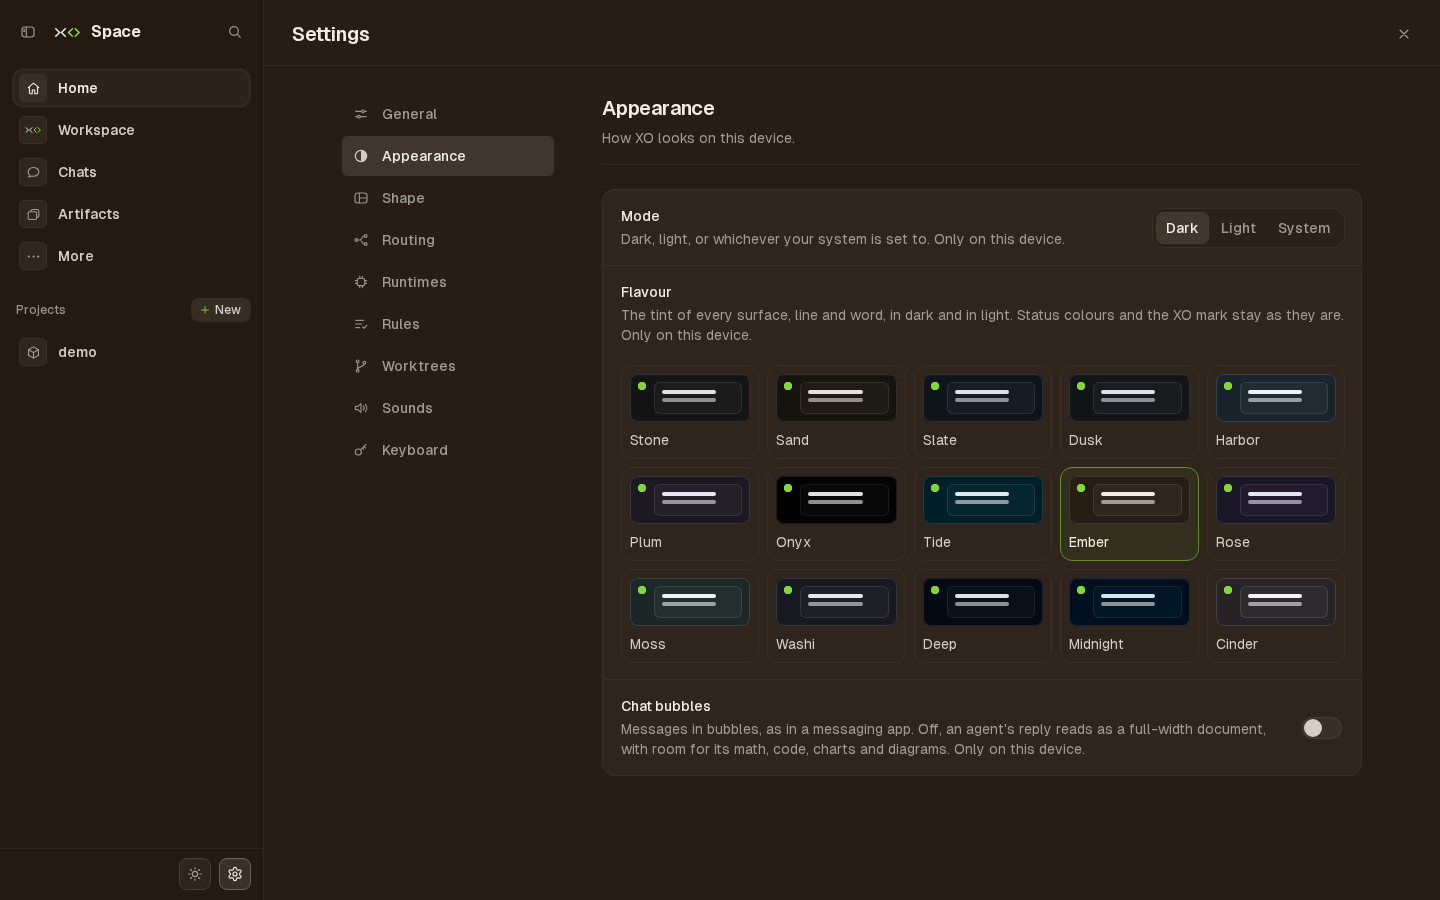 Space
Home
Workspace
Chats
Artifacts
More
Projects
New
demo
Settings
General
Appearance
Shape
Routing
Runtimes
Rules
Worktrees
Sounds
Keyboard
Appearance
How XO looks on this device.
Mode
Dark, light, or whichever your system is set to. Only on this device.
Dark
Light
System
Flavour
The tint of every surface, line and word, in dark and in light. Status colours and the XO mark stay as they are.
Only on this device.
Stone
Sand
Slate
Dusk
Harbor
Plum
Onyx
Tide
Ember
Rose
Moss
Washi
Deep
Midnight
Cinder
Chat bubbles
Messages in bubbles, as in a messaging app. Off, an agent's reply reads as a full-width document,
with room for its math, code, charts and diagrams. Only on this device.